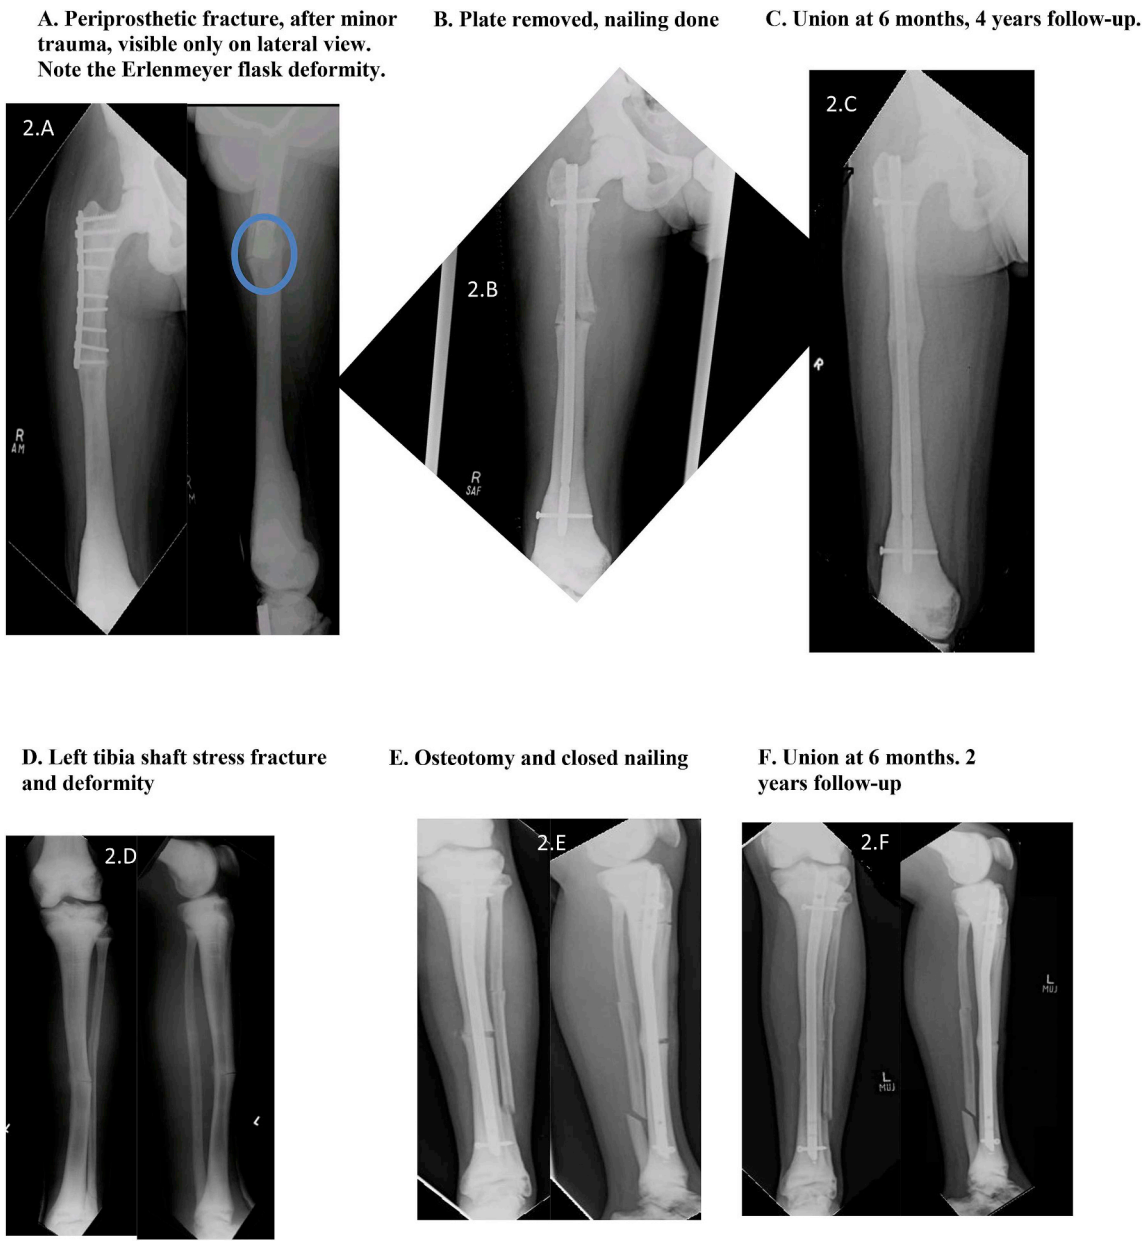 A. Periprosthetic fracture, after minor
trauma, visible only on lateral view.
Note the Erlenmeyer flask deformity.
B. Plate removed, nailing done
C. Union at 6 months, 4 years follow-up.
2.A
R
AM
2.B
R
SAF
2.C
R
D. Left tibia shaft stress fracture
and deformity
E. Osteotomy and closed nailing
F. Union at 6 months. 2
years follow-up
2.D
L
2.E
2.F
L
MUJ
L
MUJ